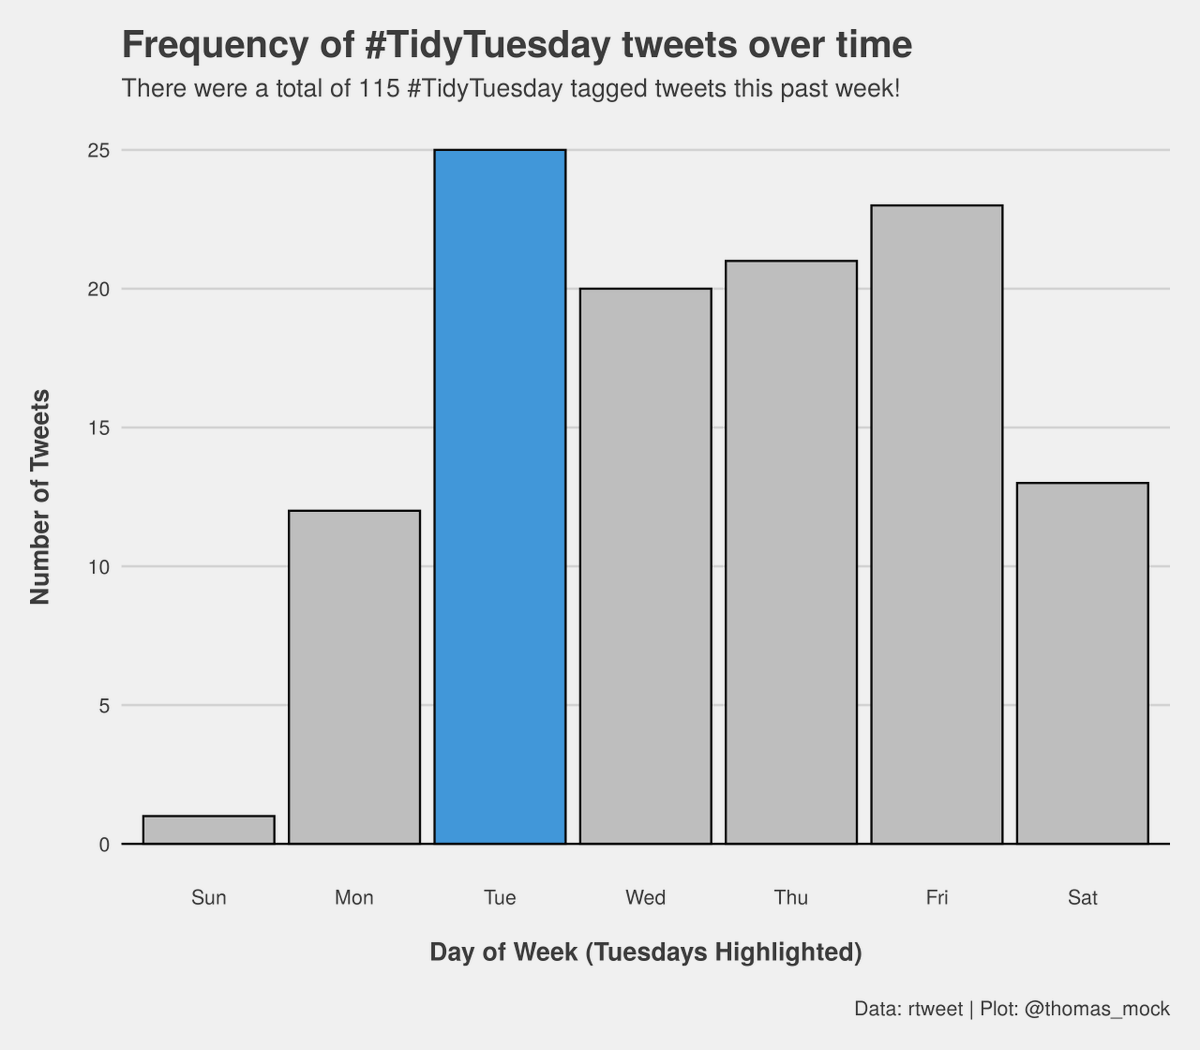 Frequency of #TidyTuesday tweets over time
There were a total of 115 #TidyTuesday tagged tweets this past week!
Number of Tweets
25
20
15
10
5
0
Sun Mon Tue Wed Thu Fri Sat
Day of Week (Tuesdays Highlighted)
Data: rtweet | Plot: @thomas_mock